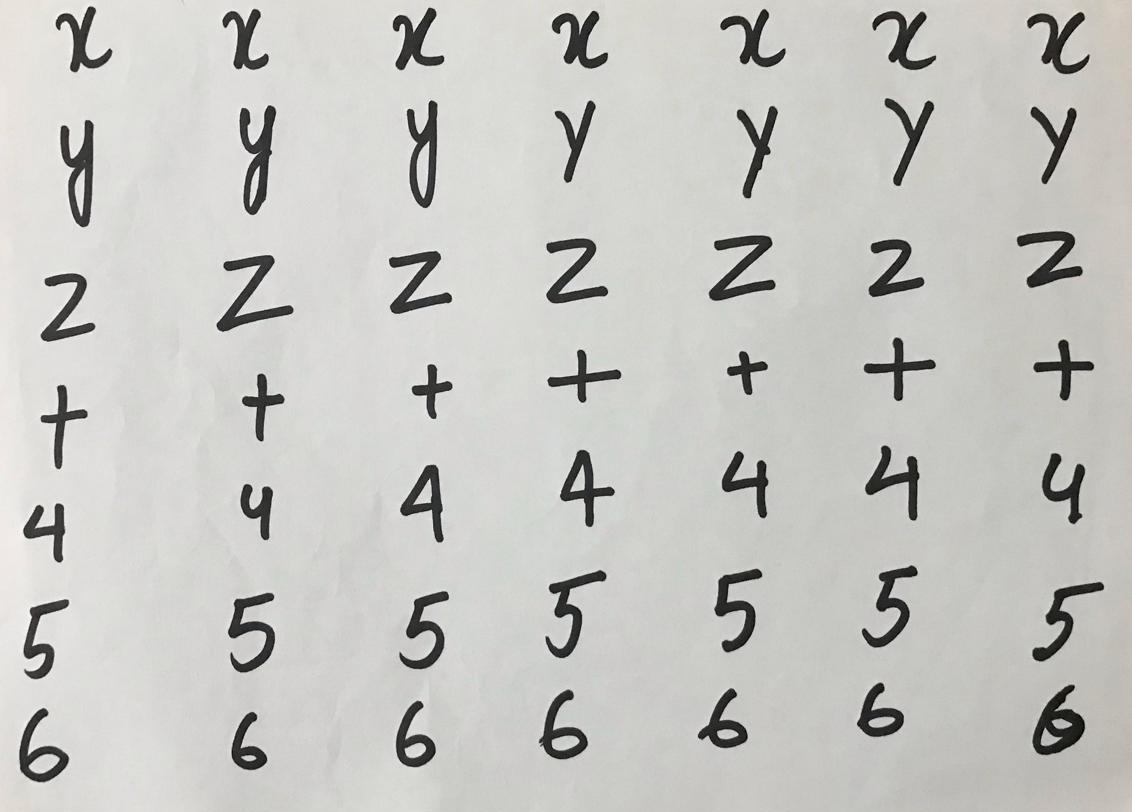 x x x x x x x
y y y y y y y
z z z z z z z
+ + + + + + +
4 4 4 4 4 4 4
5 5 5 5 5 5 5
6 6 6 6 6 6 6